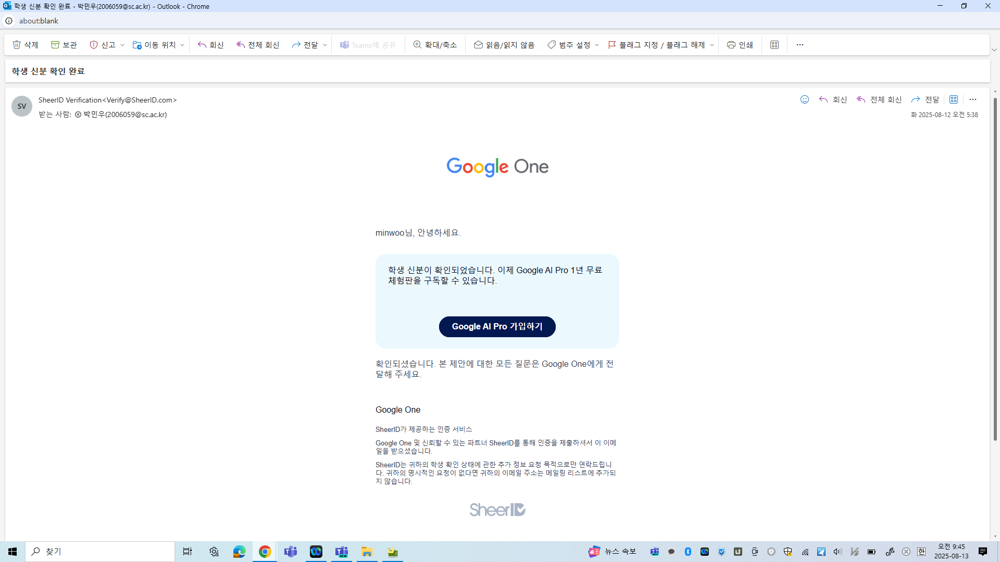 학생 신분 확인 완료 - 박민우(2006059@sc.ac.kr) - Outlook - Chrome
about:blank
삭제 보관 신고 이동 위치 회신 전체 회신 전달 Teams에 공유 확대/축소 읽음/읽지 않음 범주 설정 플래그 지정 / 플래그 해제 인쇄
학생 신분 확인 완료
SV
SheerID Verification<Verify@SheerID.com>
회신 전체 회신 전달
받는 사람: 박민우(2006059@sc.ac.kr)
화 2025-08-12 오전 5:38
Google One
minwoo님, 안녕하세요.
학생 신분이 확인되었습니다. 이제 Google AI Pro 1년 무료
체험판을 구독할 수 있습니다.
Google AI Pro 가입하기
확인되셨습니다. 본 제안에 대한 모든 질문은 Google One에게 전
달해 주세요.
Google One
SheerID가 제공하는 인증 서비스
Google One 및 신뢰할 수 있는 파트너 SheerID를 통해 인증을 제출하셔서 이 이메
일을 받으셨습니다.
SheerID는 귀하의 학생 확인 상태에 관한 추가 정보 요청 목적으로만 연락드립니
다. 귀하의 명시적인 요청이 없다면 귀하의 이메일 주소는 메일링 리스트에 추가되
지 않습니다.
SheerID
찾기
NEW
뉴스 속보
한
오전 9:45
2025-08-13